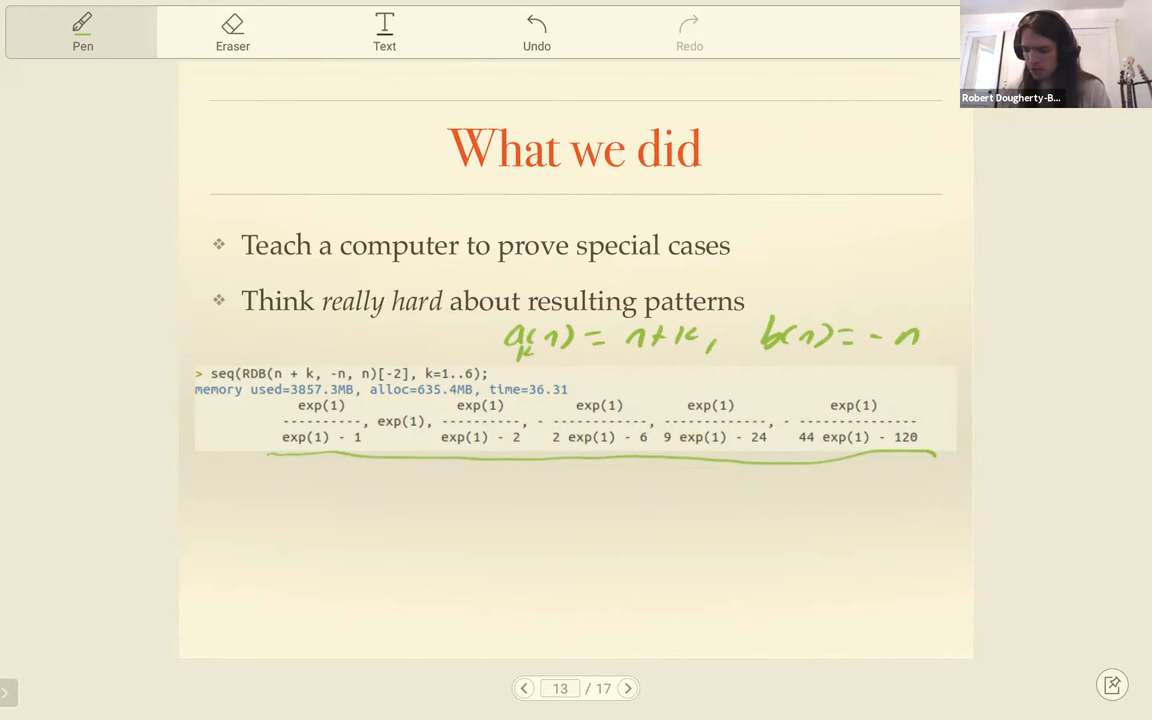 Pen Eraser Text Undo Redo
Robert Dougherty-B...
What we did
❖ Teach a computer to prove special cases
❖ Think really hard about resulting patterns
aₖ(n) = n+k, b(n) = -n
> seq(RDB(n + k, -n, n)[-2], k=1..6);
memory used=3857.3MB, alloc=635.4MB, time=36.31
exp(1) exp(1) exp(1) exp(1) exp(1)
----------, exp(1), ----------, - ------------, -------------, - ---------------
exp(1) - 1 exp(1) - 2 2 exp(1) - 6 9 exp(1) - 24 44 exp(1) - 120
13 / 17